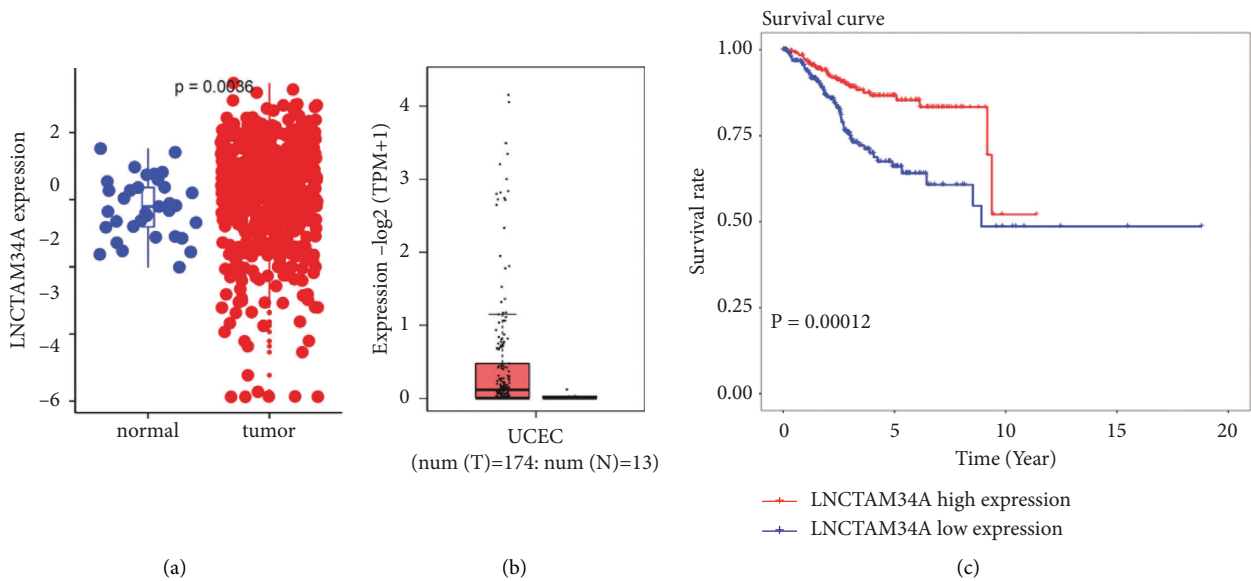 p = 0.0036
LNCTAM34A expression
2
0
−2
−3
−4
−6
normal
tumor
(a)
Expression −log2 (TPM+1)
4
3
2
1
0
UCEC
(num (T)=174: num (N)=13)
(b)
Survival curve
Survival rate
1.00
0.75
0.50
0.25
0.00
P = 0.00012
0 5 10 15 20
Time (Year)
LNCTAM34A high expression
LNCTAM34A low expression
(c)